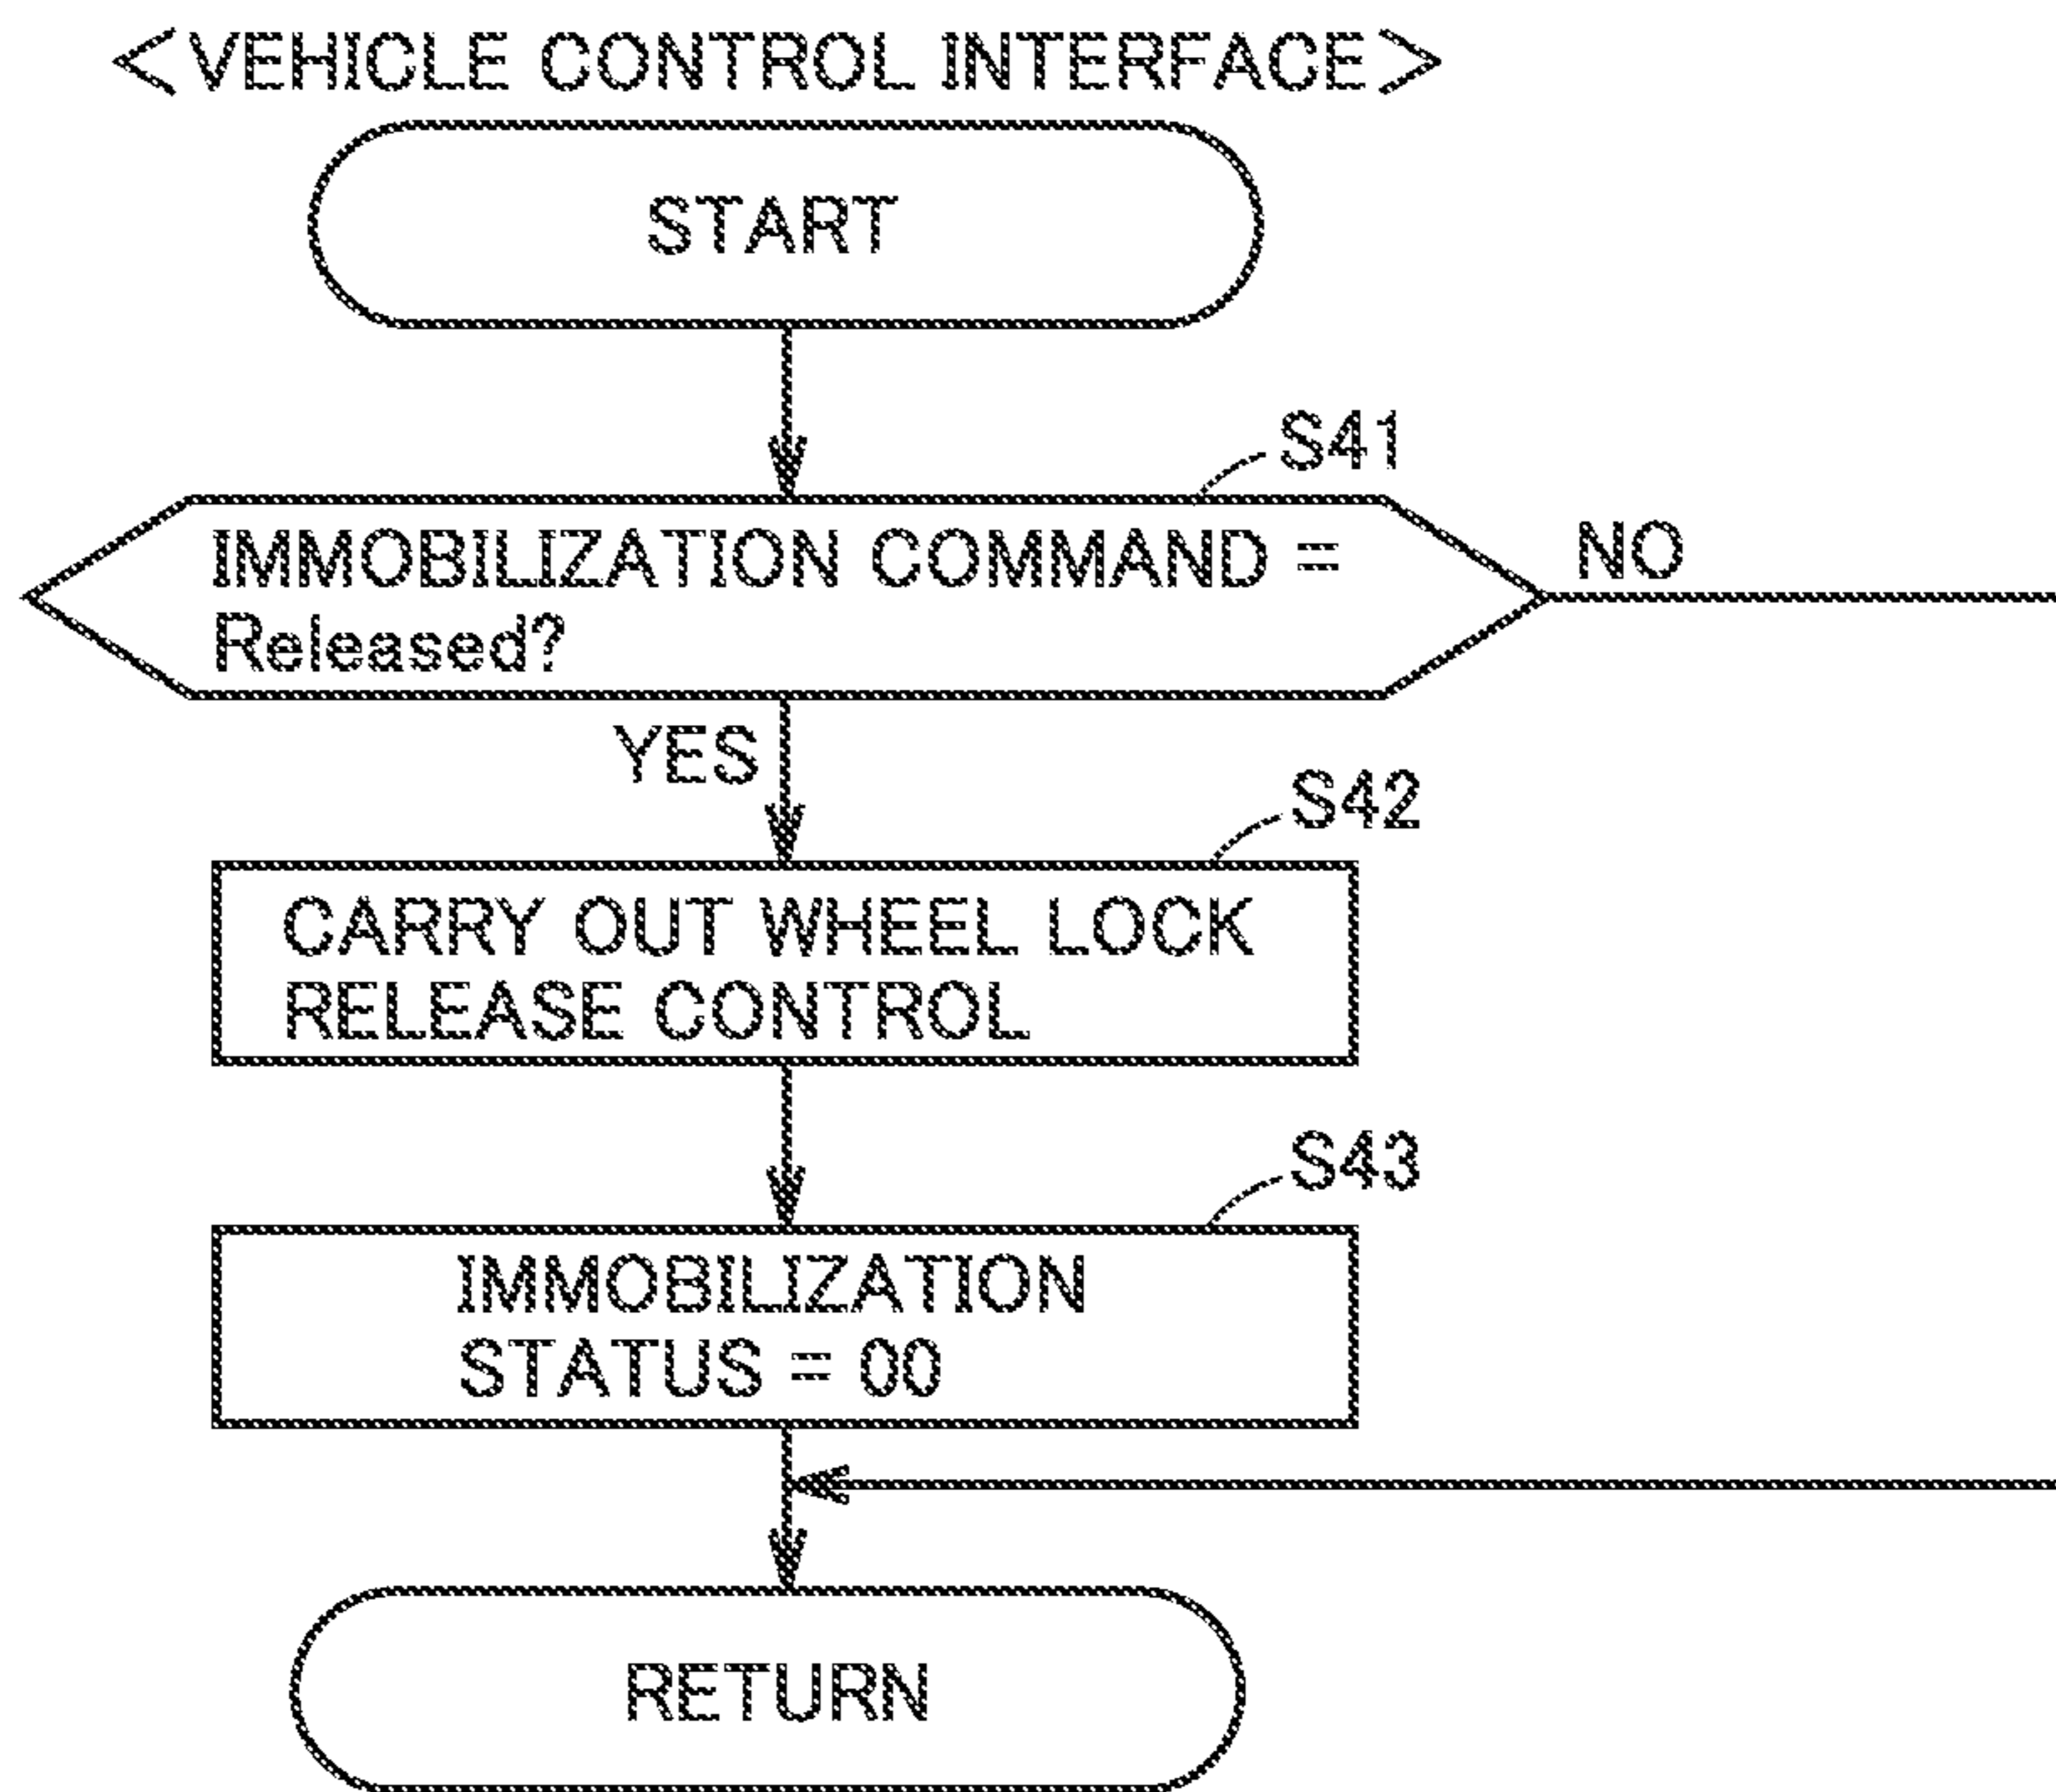 <VEHICLE CONTROL INTERFACE>
START
S41
IMMOBILIZATION COMMAND =
Released?
NO
YES
S42
CARRY OUT WHEEL LOCK
RELEASE CONTROL
S43
IMMOBILIZATION
STATUS = 00
RETURN